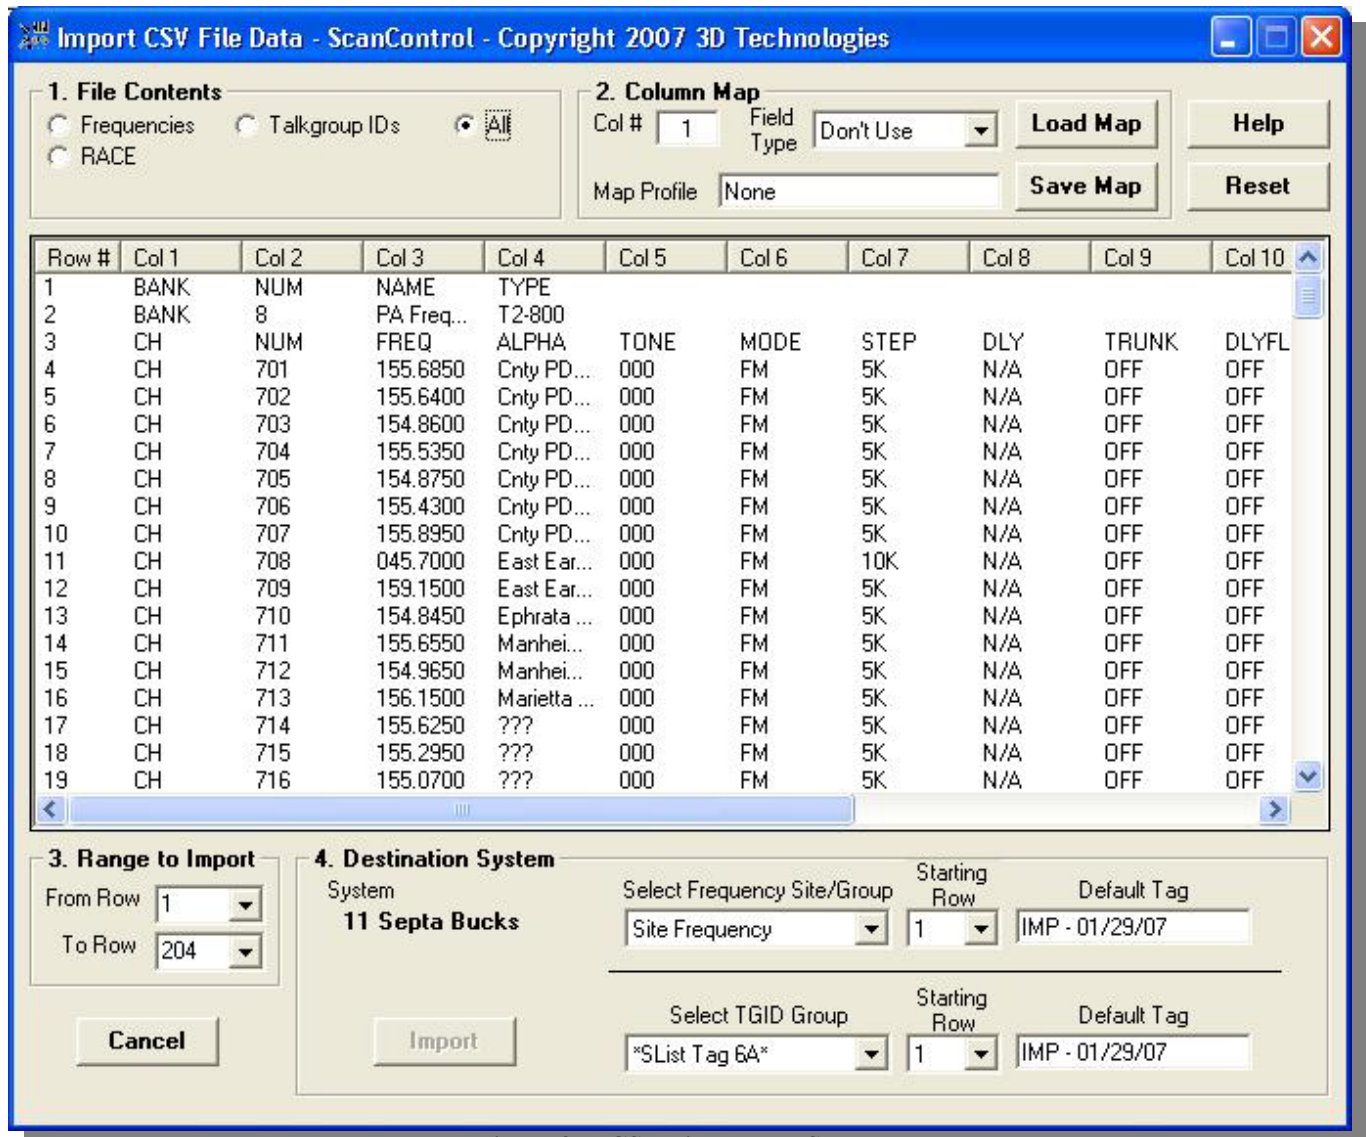 Import CSV File Data - ScanControl - Copyright 2007 3D Technologies
1. File Contents
Frequencies Talkgroup IDs All
RACE
2. Column Map
Col # 1 Field Type Don't Use Load Map Help
Map Profile None Save Map Reset
Row # Col 1 Col 2 Col 3 Col 4 Col 5 Col 6 Col 7 Col 8 Col 9 Col 10
1 BANK NUM NAME TYPE
2 BANK 8 PA Freq... T2-800
3 CH NUM FREQ ALPHA TONE MODE STEP DLY TRUNK DLYFL
4 CH 701 155.6850 Cnty PD... 000 FM 5K N/A OFF OFF
5 CH 702 155.6400 Cnty PD... 000 FM 5K N/A OFF OFF
6 CH 703 154.8600 Cnty PD... 000 FM 5K N/A OFF OFF
7 CH 704 155.5350 Cnty PD... 000 FM 5K N/A OFF OFF
8 CH 705 154.8750 Cnty PD... 000 FM 5K N/A OFF OFF
9 CH 706 155.4300 Cnty PD... 000 FM 5K N/A OFF OFF
10 CH 707 155.8950 Cnty PD... 000 FM 5K N/A OFF OFF
11 CH 708 045.7000 East Ear... 000 FM 10K N/A OFF OFF
12 CH 709 159.1500 East Ear... 000 FM 5K N/A OFF OFF
13 CH 710 154.8450 Ephrata ... 000 FM 5K N/A OFF OFF
14 CH 711 155.6550 Manhei... 000 FM 5K N/A OFF OFF
15 CH 712 154.9650 Manhei... 000 FM 5K N/A OFF OFF
16 CH 713 156.1500 Marietta ... 000 FM 5K N/A OFF OFF
17 CH 714 155.6250 ??? 000 FM 5K N/A OFF OFF
18 CH 715 155.2950 ??? 000 FM 5K N/A OFF OFF
19 CH 716 155.0700 ??? 000 FM 5K N/A OFF OFF
3. Range to Import
From Row 1
To Row 204
Cancel
4. Destination System
System
11 Septa Bucks
Import
Select Frequency Site/Group Starting Row Default Tag
Site Frequency 1 IMP - 01/29/07
Select TGID Group Starting Row Default Tag
*SList Tag 6A* 1 IMP - 01/29/07